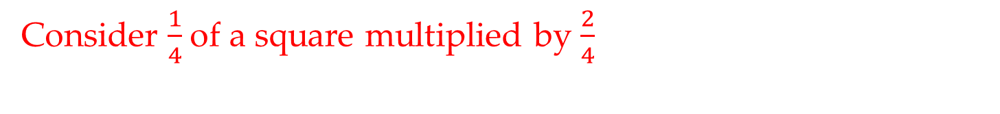 Consider 1/4 of a square multiplied by 2/4